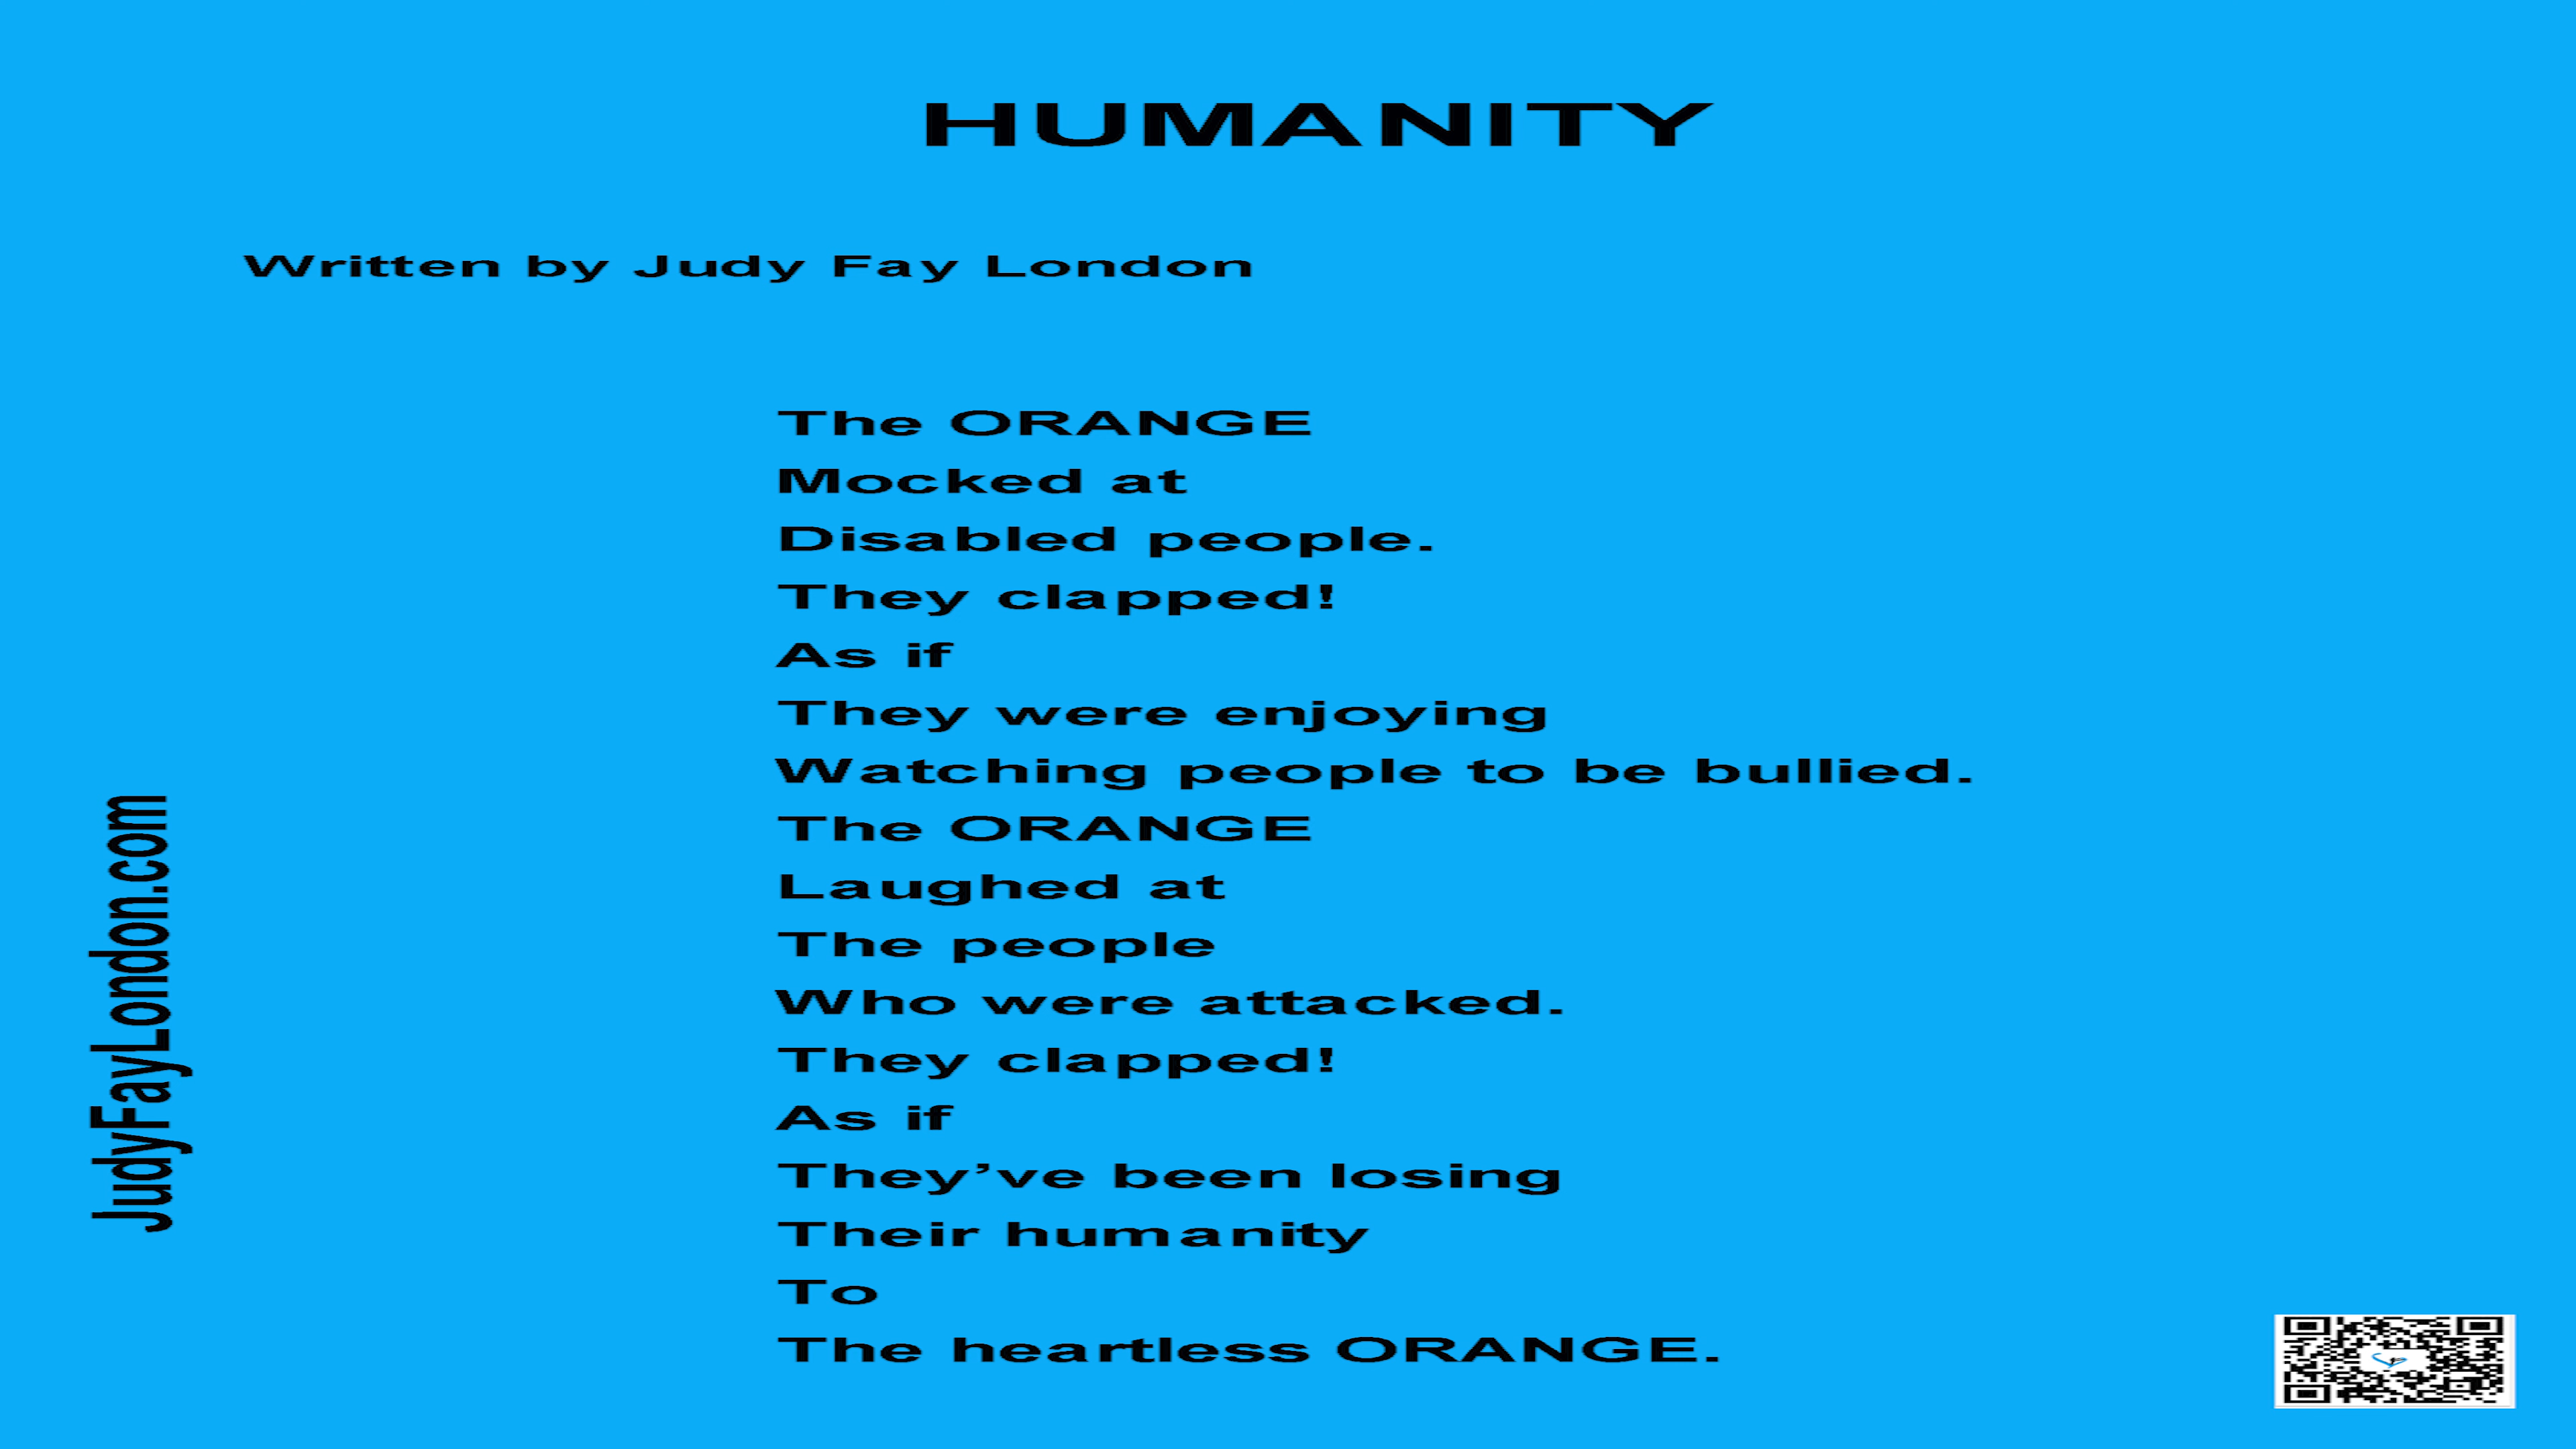 HUMANITY
Written by Judy Fay London
The ORANGE
Mocked at
Disabled people.
They clapped!
As if
They were enjoying
Watching people to be bullied.
The ORANGE
Laughed at
The people
Who were attacked.
They clapped!
As if
They’ve been losing
Their humanity
To
The heartless ORANGE.
JudyFayLondon.com